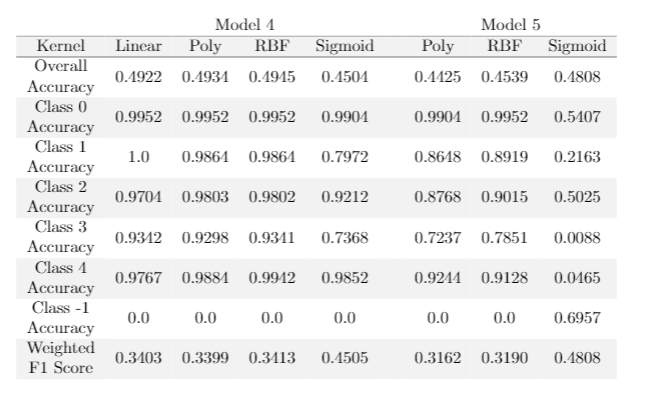 Model 4 Model 5
Kernel Linear Poly RBF Sigmoid Poly RBF Sigmoid
Overall
Accuracy 0.4922 0.4934 0.4945 0.4504 0.4425 0.4539 0.4808
Class 0
Accuracy 0.9952 0.9952 0.9952 0.9904 0.9904 0.9952 0.5407
Class 1
Accuracy 1.0 0.9864 0.9864 0.7972 0.8648 0.8919 0.2163
Class 2
Accuracy 0.9704 0.9803 0.9802 0.9212 0.8768 0.9015 0.5025
Class 3
Accuracy 0.9342 0.9298 0.9341 0.7368 0.7237 0.7851 0.0088
Class 4
Accuracy 0.9767 0.9884 0.9942 0.9852 0.9244 0.9128 0.0465
Class -1
Accuracy 0.0 0.0 0.0 0.0 0.0 0.0 0.6957
Weighted
F1 Score 0.3403 0.3399 0.3413 0.4505 0.3162 0.3190 0.4808